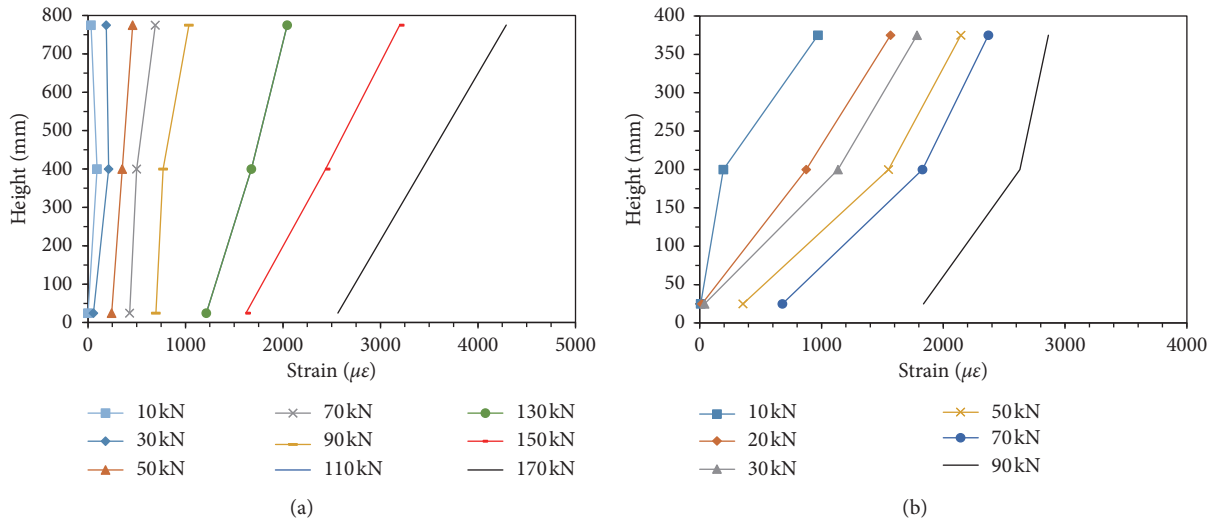 800
700
600
500
400
300
200
100
0
Height (mm)
0 1000 2000 3000 4000 5000
Strain (με)
10 kN 70 kN 130 kN
30 kN 90 kN 150 kN
50 kN 110 kN 170 kN
(a)
400
350
300
250
200
150
100
50
0
Height (mm)
0 1000 2000 3000 4000
Strain (με)
10 kN 50 kN
20 kN 70 kN
30 kN 90 kN
(b)